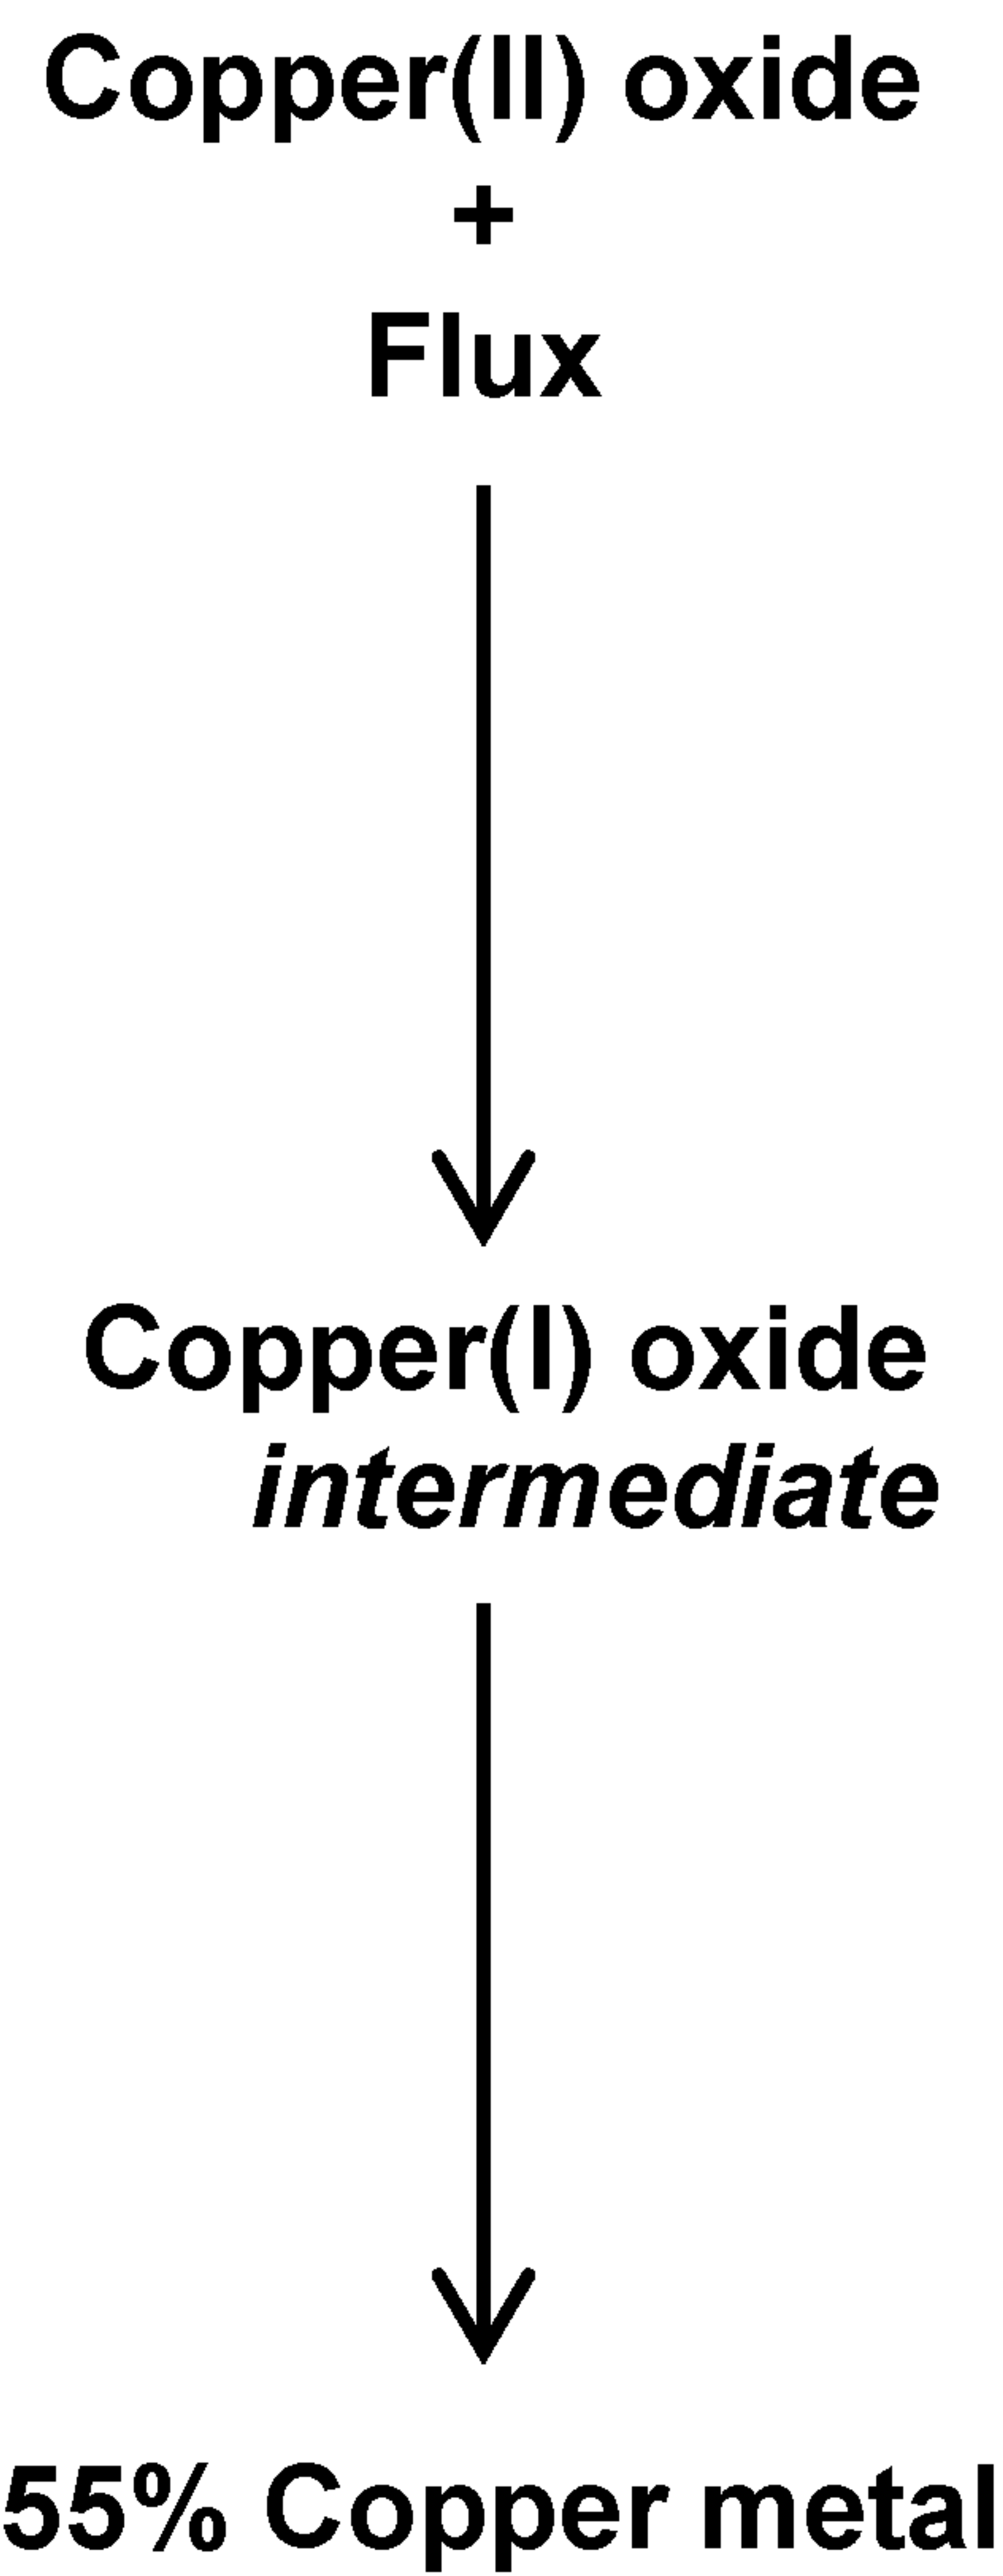 Copper(II) oxide
+
Flux
Copper(I) oxide
intermediate
55% Copper metal